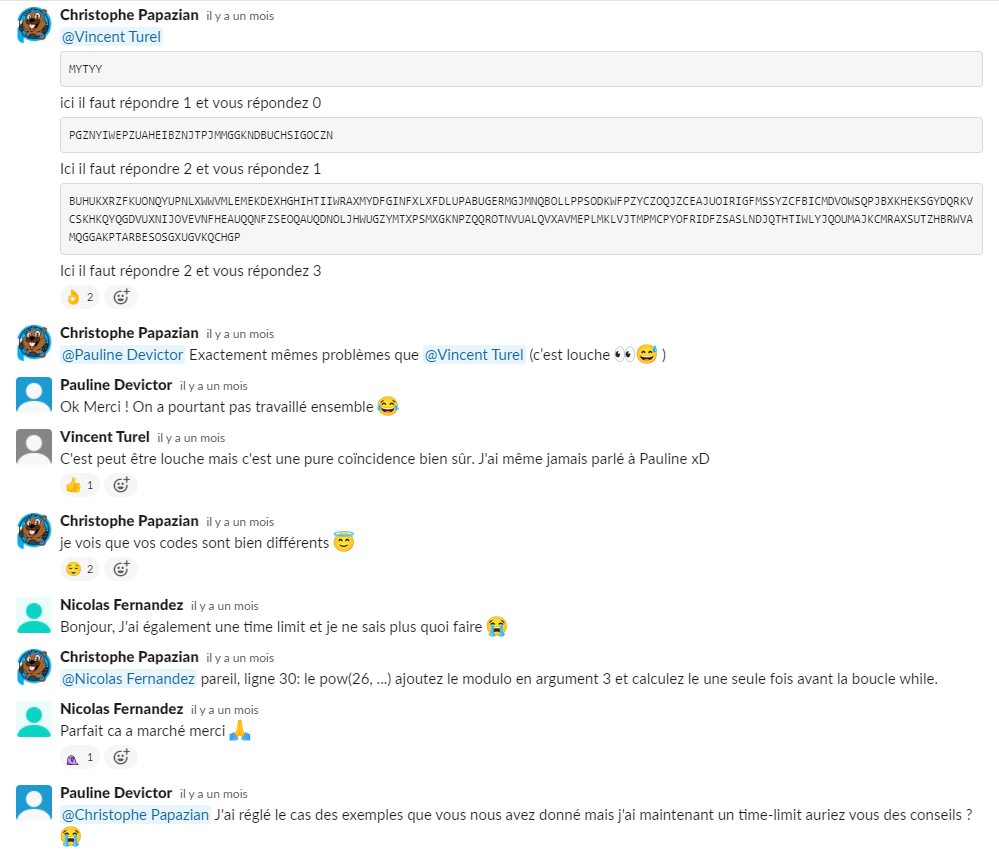 Christophe Papazian il y a un mois
@Vincent Turel
MYTYY
ici il faut répondre 1 et vous répondez 0
PGZNYIWEPZUAHEIBZNJTPJMMGGKNDBUCHSIGOCZN
Ici il faut répondre 2 et vous répondez 1
BUHUKXRZFKUONQYUPNLXWWVMLEMEKDEXHGHIHTIIWRAXMYDFGINFXLXFDLUPABUGERMGJMNQBOLLPPSODKWFPZYCZOQJZCEAJUOIRIGFMSSYZCFBICMDVOWSQPJBXKHEKSGYDQRKV
CSKHKQYQGDVUXNIJOVEVNFHEAUQQNFZSEOQAUQDNOLJHWUGZYMTXPSMXGKNPZQQROTNVUALQVXAVMEPLMKLVJTMPMCPYOFRIDFZSASLNDJQTHTIWLYJQOUMAJKCMRAXSUTZHBRWVA
MQGGAKPTARBESOSGXUGVKQCHGP
Ici il faut répondre 2 et vous répondez 3
👌 2
Christophe Papazian il y a un mois
@Pauline Devictor Exactement mêmes problèmes que @Vincent Turel (c'est louche 👀😅 )
Pauline Devictor il y a un mois
Ok Merci ! On a pourtant pas travaillé ensemble 😂
Vincent Turel il y a un mois
C'est peut être louche mais c'est une pure coïncidence bien sûr. J'ai même jamais parlé à Pauline xD
👍 1
Christophe Papazian il y a un mois
je vois que vos codes sont bien différents 😇
😌 2
Nicolas Fernandez il y a un mois
Bonjour, J'ai également une time limit et je ne sais plus quoi faire 😭
Christophe Papazian il y a un mois
@Nicolas Fernandez pareil, ligne 30: le pow(26, ...) ajoutez le modulo en argument 3 et calculez le une seule fois avant la boucle while.
Nicolas Fernandez il y a un mois
Parfait ca a marché merci 🙏
1
Pauline Devictor il y a un mois
@Christophe Papazian J'ai réglé le cas des exemples que vous nous avez donné mais j'ai maintenant un time-limit auriez vous des conseils ?
😭